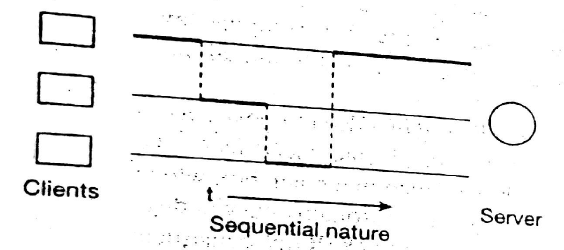 Clients
t
Sequential nature
Server